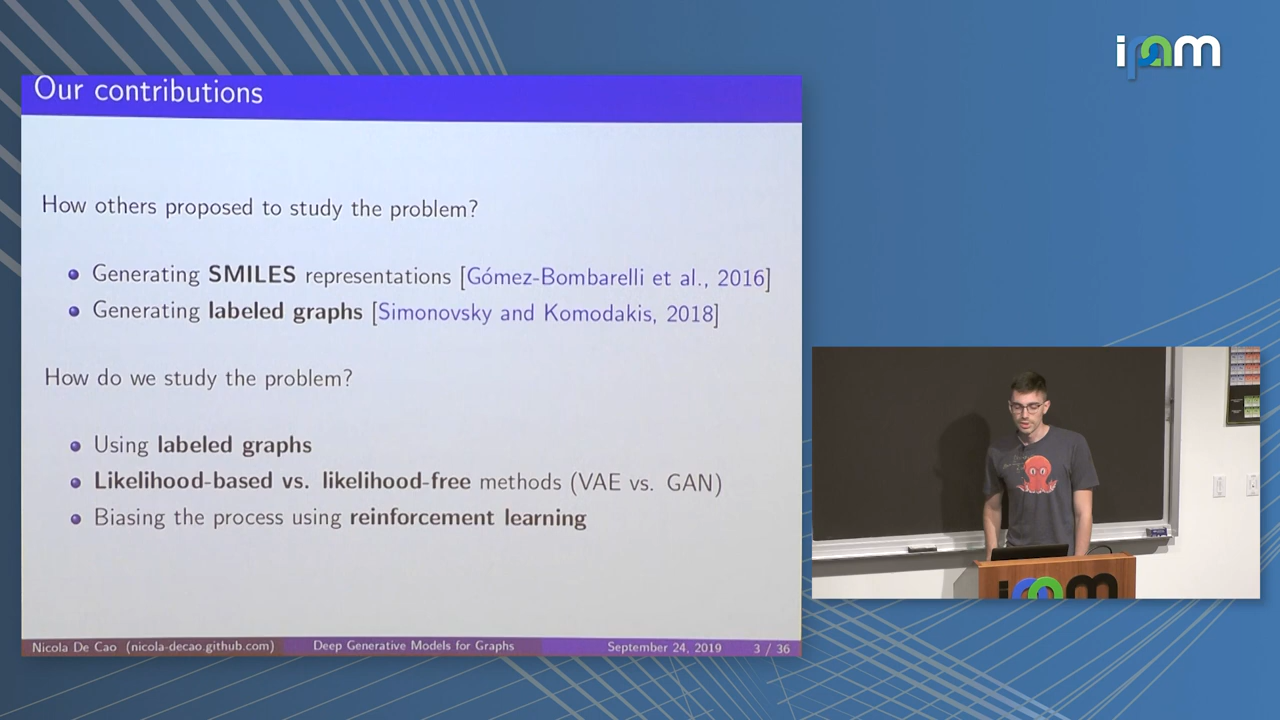 ipam
Our contributions
How others proposed to study the problem?
Generating SMILES representations [Gómez-Bombarelli et al., 2016]
Generating labeled graphs [Simonovsky and Komodakis, 2018]
How do we study the problem?
Using labeled graphs
Likelihood-based vs. likelihood-free methods (VAE vs. GAN)
Biasing the process using reinforcement learning
Nicola De Cao (nicola-decao.github.com) Deep Generative Models for Graphs September 24, 2019 3 / 36
ipam